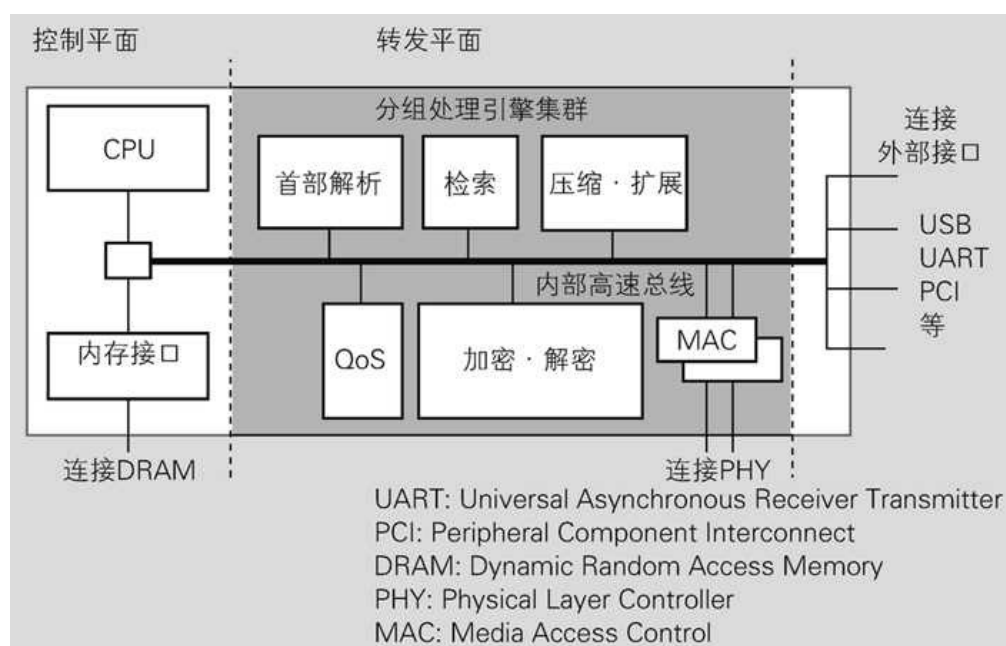 控制平面
转发平面
分组处理引擎集群
CPU
首部解析
检索
压缩·扩展
连接
外部接口
USB
UART
PCI
等
内部高速总线
内存接口
QoS
加密·解密
MAC
连接DRAM
连接PHY
UART: Universal Asynchronous Receiver Transmitter
PCI: Peripheral Component Interconnect
DRAM: Dynamic Random Access Memory
PHY: Physical Layer Controller
MAC: Media Access Control